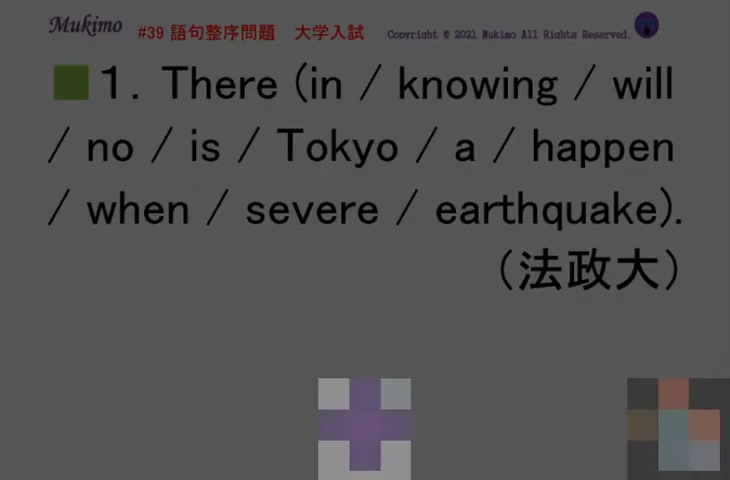 Mukimo #39 語句整序問題 大学入試 Copyright © 2021 Mukimo All Rights Reserved.
■1. There (in / knowing / will
/ no / is / Tokyo / a / happen
/ when / severe / earthquake).
(法政大)